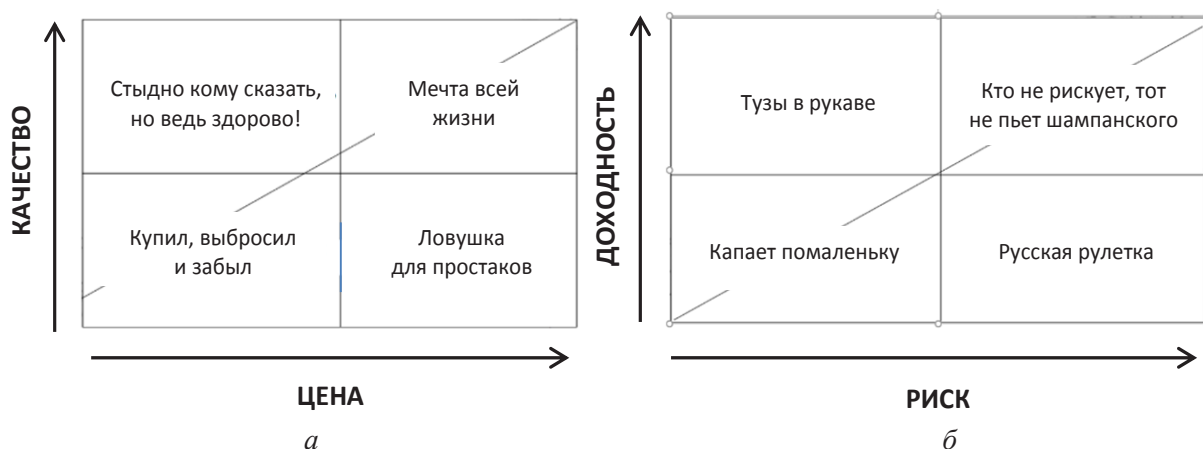 КАЧЕСТВО
Стыдно кому сказать,
но ведь здорово!
Мечта всей
жизни
Купил, выбросил
и забыл
Ловушка
для простаков
ЦЕНА
а
ДОХОДНОСТЬ
Тузы в рукаве
Кто не рискует, тот
не пьет шампанского
Капает помаленьку
Русская рулетка
РИСК
б